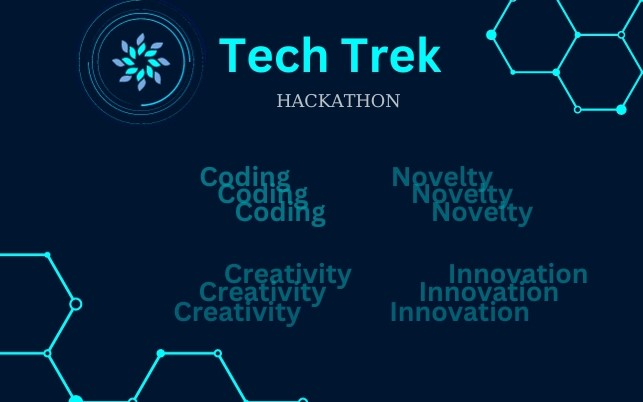 Tech Trek
HACKATHON
Coding
Coding
Coding
Novelty
Novelty
Novelty
Creativity
Creativity
Creativity
Innovation
Innovation
Innovation